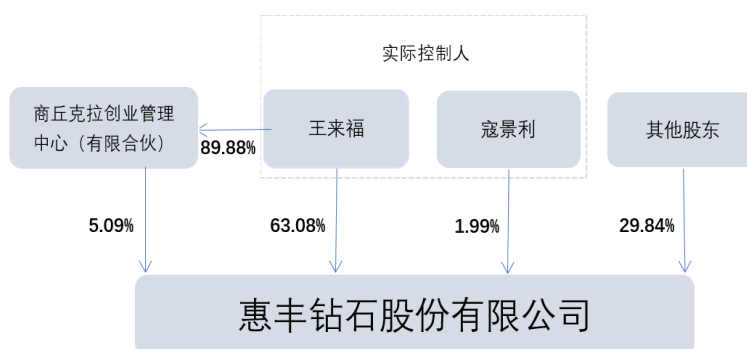 实际控制人
商丘克拉创业管理
中心（有限合伙）
王来福
寇景利
其他股东
89.88%
5.09%
63.08%
1.99%
29.84%
惠丰钻石股份有限公司